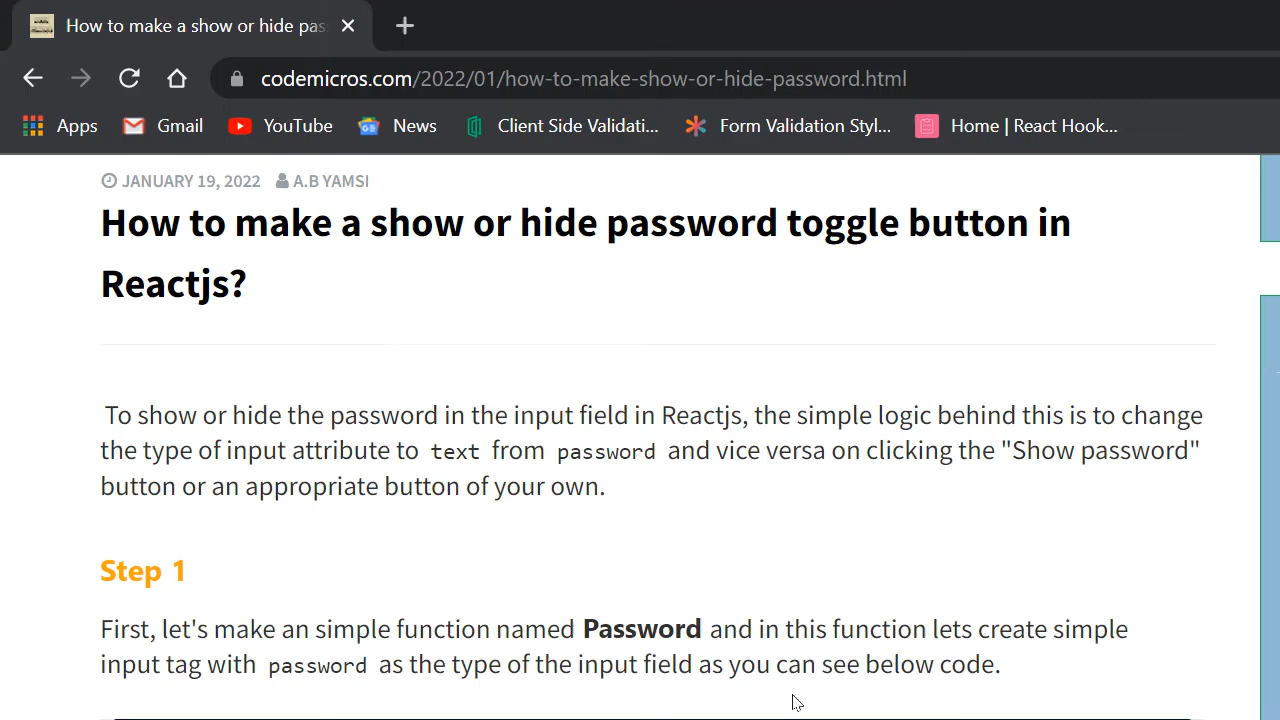 How to make a show or hide pas
codemicros.com/2022/01/how-to-make-show-or-hide-password.html
Apps Gmail YouTube News Client Side Validati... Form Validation Styl... Home | React Hook...
JANUARY 19, 2022 A.B YAMSI
How to make a show or hide password toggle button in
Reactjs?
To show or hide the password in the input field in Reactjs, the simple logic behind this is to change
the type of input attribute to text from password and vice versa on clicking the "Show password"
button or an appropriate button of your own.
Step 1
First, let's make an simple function named Password and in this function lets create simple
input tag with password as the type of the input field as you can see below code.